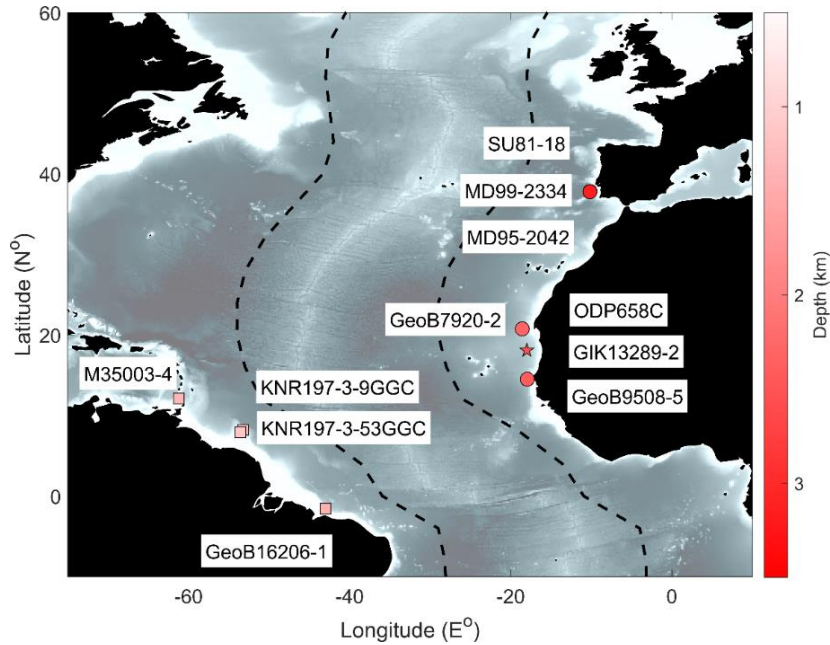 60
40
20
0
Latitude (N°)
SU81-18
MD99-2334
MD95-2042
GeoB7920-2
ODP658C
GIK13289-2
GeoB9508-5
M35003-4
KNR197-3-9GGC
KNR197-3-53GGC
GeoB16206-1
-60
-40
-20
0
Longitude (E°)
1
2
3
Depth (km)